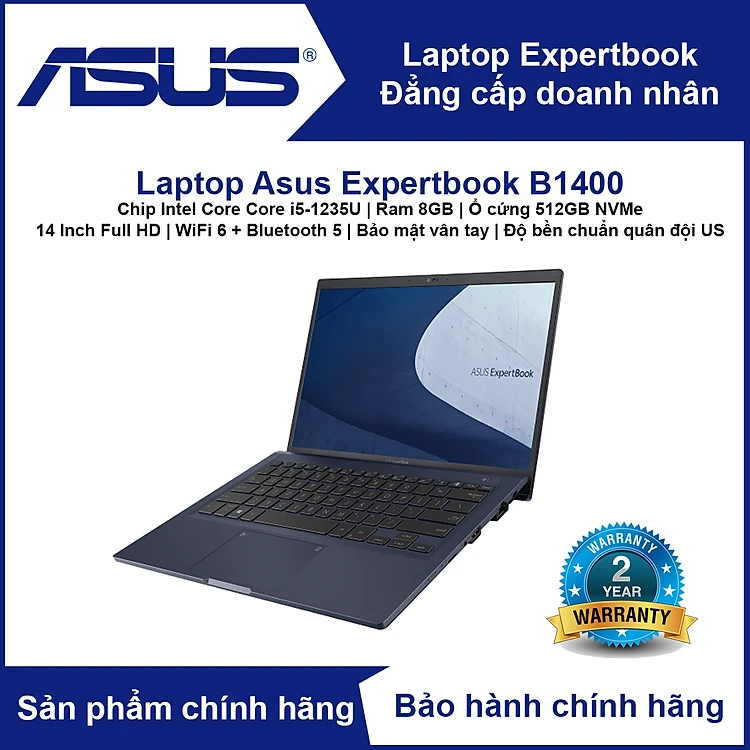 ASUS®
Laptop Expertbook
Đẳng cấp doanh nhân
Laptop Asus Expertbook B1400
Chip Intel Core Core i5-1235U | Ram 8GB | Ổ cứng 512GB NVMe
14 Inch Full HD | WiFi 6 + Bluetooth 5 | Bảo mật vân tay | Độ bền chuẩn quân đội US
ASUS ExpertBook
WARRANTY
2
YEAR
WARRANTY
Sản phẩm chính hãng
Bảo hành chính hãng